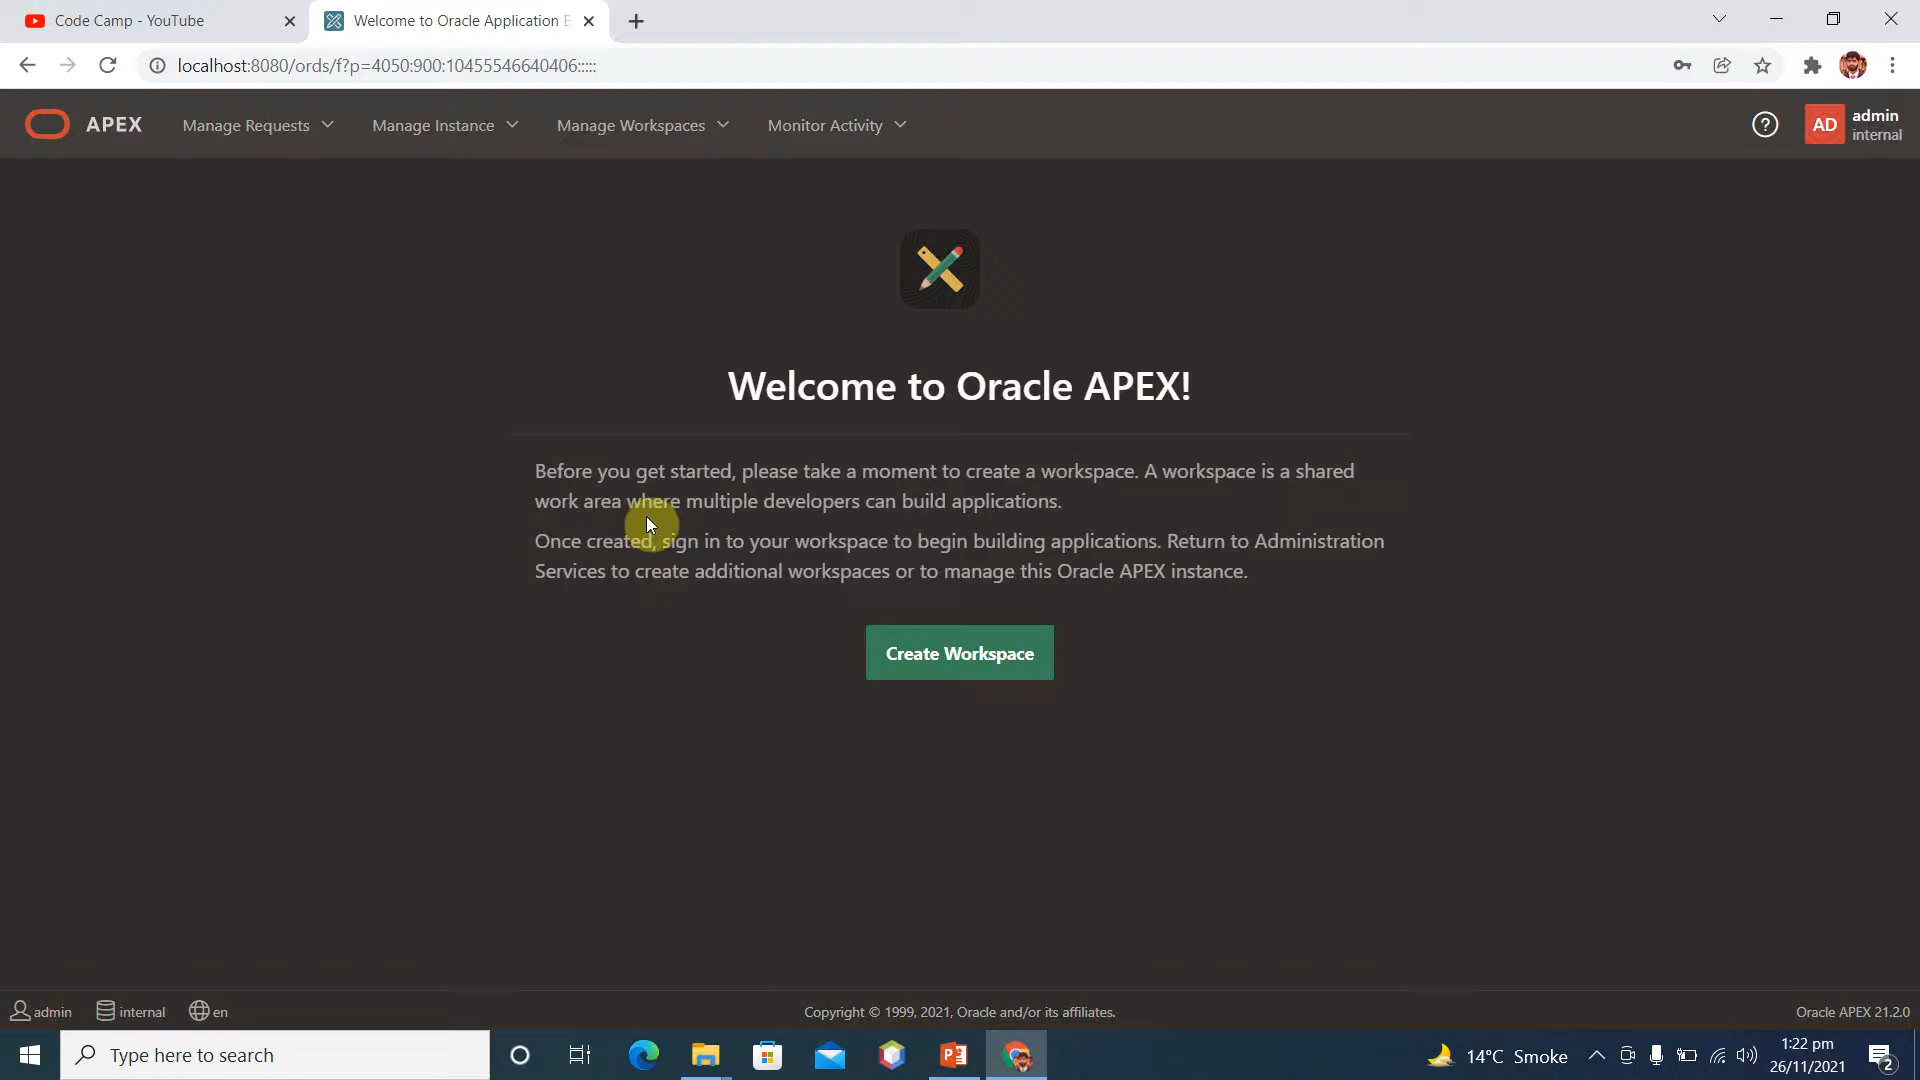 Code Camp - YouTube
Welcome to Oracle Application E
localhost:8080/ords/f?p=4050:900:10455546640406:::::
APEX
Manage Requests
Manage Instance
Manage Workspaces
Monitor Activity
AD
admin
internal
Welcome to Oracle APEX!
Before you get started, please take a moment to create a workspace. A workspace is a shared
work area where multiple developers can build applications.
Once created, sign in to your workspace to begin building applications. Return to Administration
Services to create additional workspaces or to manage this Oracle APEX instance.
Create Workspace
admin
internal
en
Copyright © 1999, 2021, Oracle and/or its affiliates.
Oracle APEX 21.2.0
Type here to search
14°C Smoke
1:22 pm
26/11/2021
2